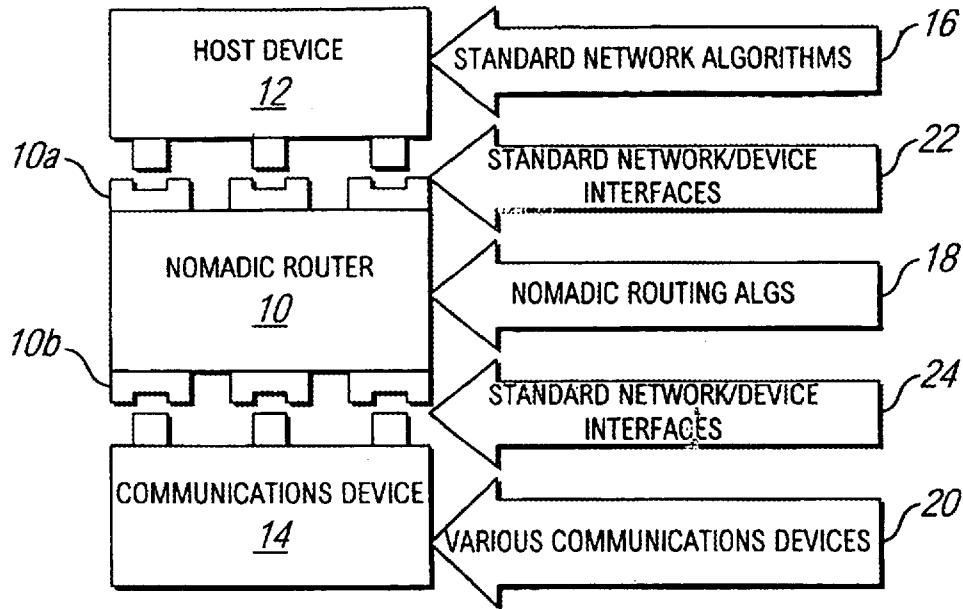 HOST DEVICE
12
STANDARD NETWORK ALGORITHMS
16
10a
STANDARD NETWORK/DEVICE
INTERFACES
22
NOMADIC ROUTER
10
NOMADIC ROUTING ALGS
18
10b
STANDARD NETWORK/DEVICE
INTERFACES
24
COMMUNICATIONS DEVICE
14
VARIOUS COMMUNICATIONS DEVICES
20